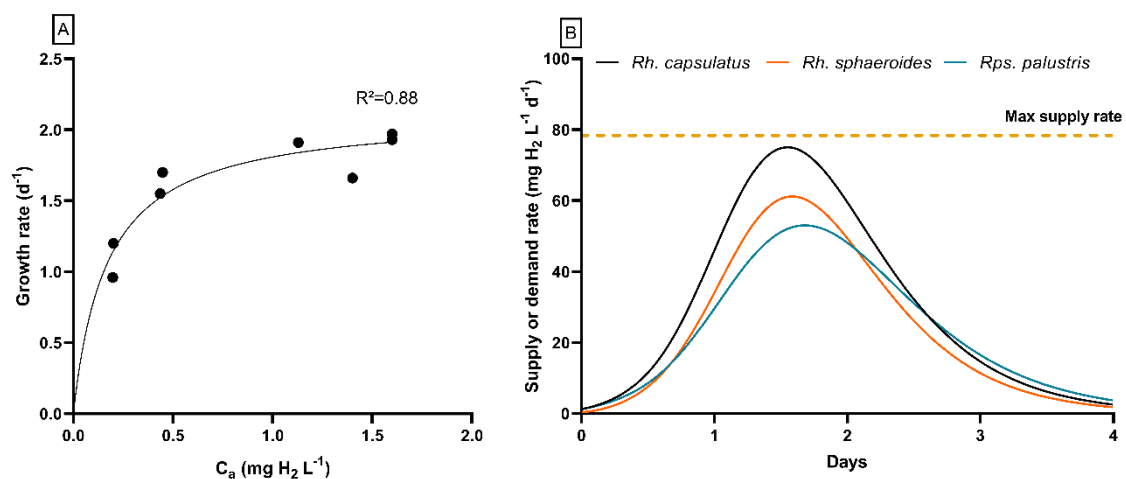 A
R²=0.88
Growth rate (d⁻¹)
2.5
2.0
1.5
1.0
0.5
0.0
0.0 0.5 1.0 1.5 2.0
Cₐ (mg H₂ L⁻¹)
B
Rh. capsulatus Rh. sphaeroides Rps. palustris
Max supply rate
Supply or demand rate (mg H₂ L⁻¹ d⁻¹)
100
80
60
40
20
0
0 1 2 3 4
Days